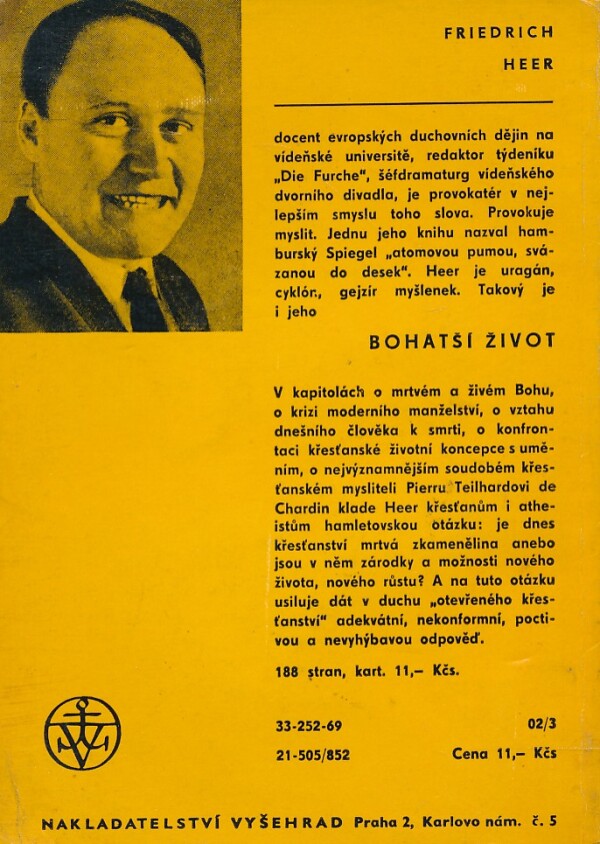 FRIEDRICH
HEER
docent evropských duchovních dějin na
vídeňské universitě, redaktor týdeníku
„Die Furche“, šéfdramaturg vídeňského
dvorního divadla, je provokatér v nej-
lepším smyslu toho slova. Provokuje
myslit. Jednu jeho knihu nazval ham-
burský Spiegel „atomovou pumou, svá-
zanou do desek“. Heer je uragán,
cyklón, gejzír myšlenek. Takový je
i jeho
BOHATŠÍ ŽIVOT
V kapitolách o mrtvém a živém Bohu,
o krizi moderního manželství, o vztahu
dnešního člověka k smrti, o konfron-
taci křesťanské životní koncepce s umě-
ním, o nejvýznamnějším soudobém křes-
ťanském mysliteli Pierru Teilhardovi de
Chardin klade Heer křesťanům i athe-
istům hamletovskou otázku: je dnes
křesťanství mrtvá zkamenělina anebo
jsou v něm zárodky a možnosti nového
života, nového růstu? A na tuto otázku
usiluje dát v duchu „otevřeného křes-
ťanství“ adekvátní, nekonformní, pocti-
vou a nevyhýbavou odpověď.
188 stran, kart. 11,– Kčs.
33-252-69 02/3
21-505/852 Cena 11,– Kčs
NAKLADATELSTVÍ VYŠEHRAD Praha 2, Karlovo nám. č. 5